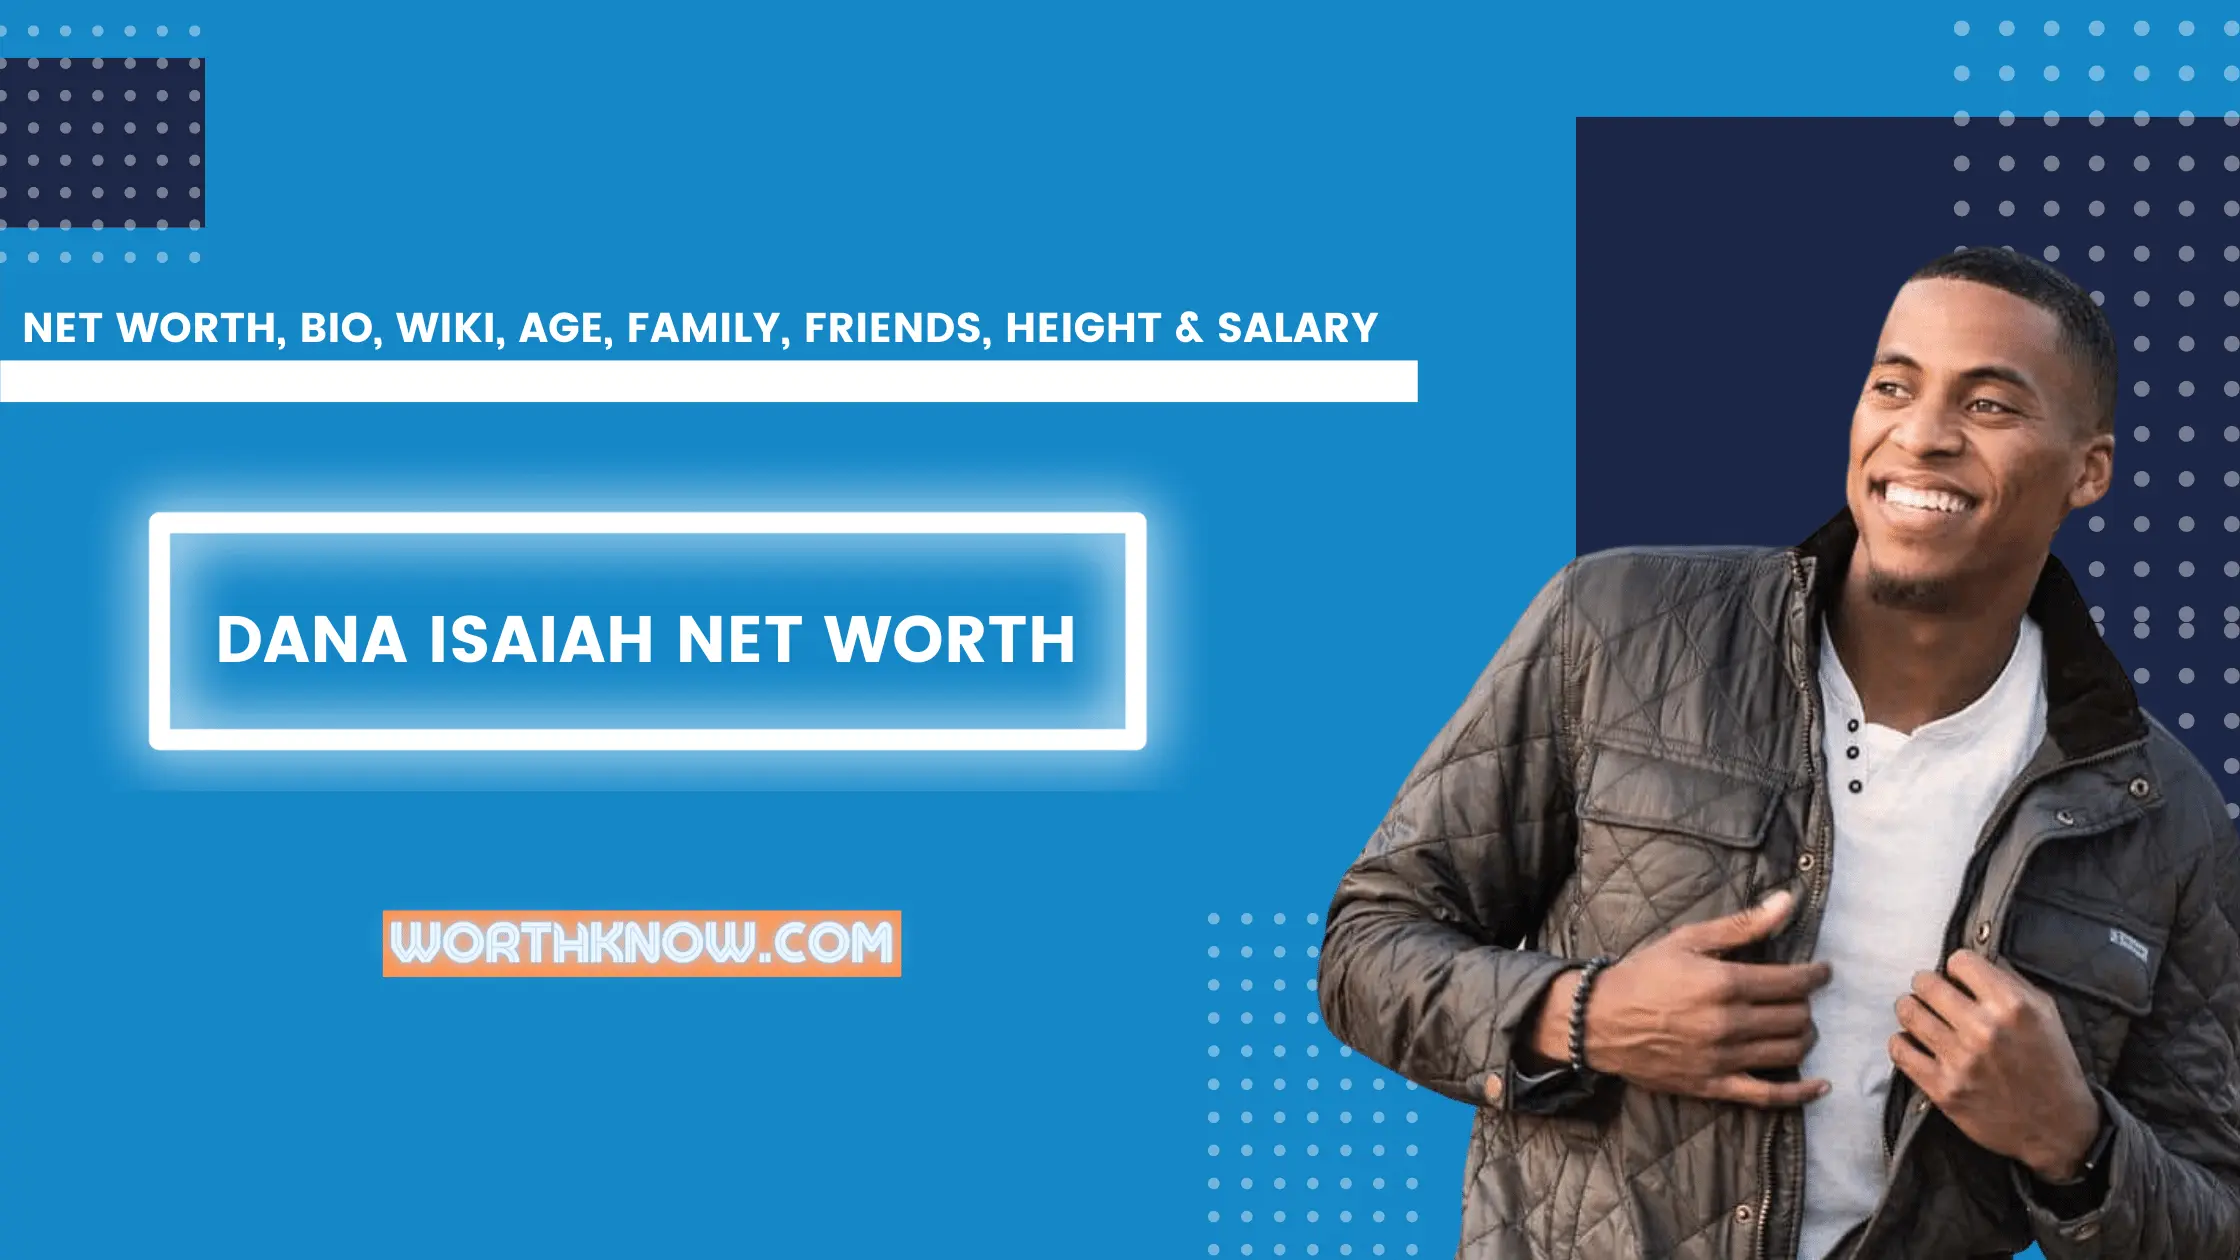 NET WORTH, BIO, WIKI, AGE, FAMILY, FRIENDS, HEIGHT & SALARY
DANA ISAIAH NET WORTH
WORTHKNOW.COM